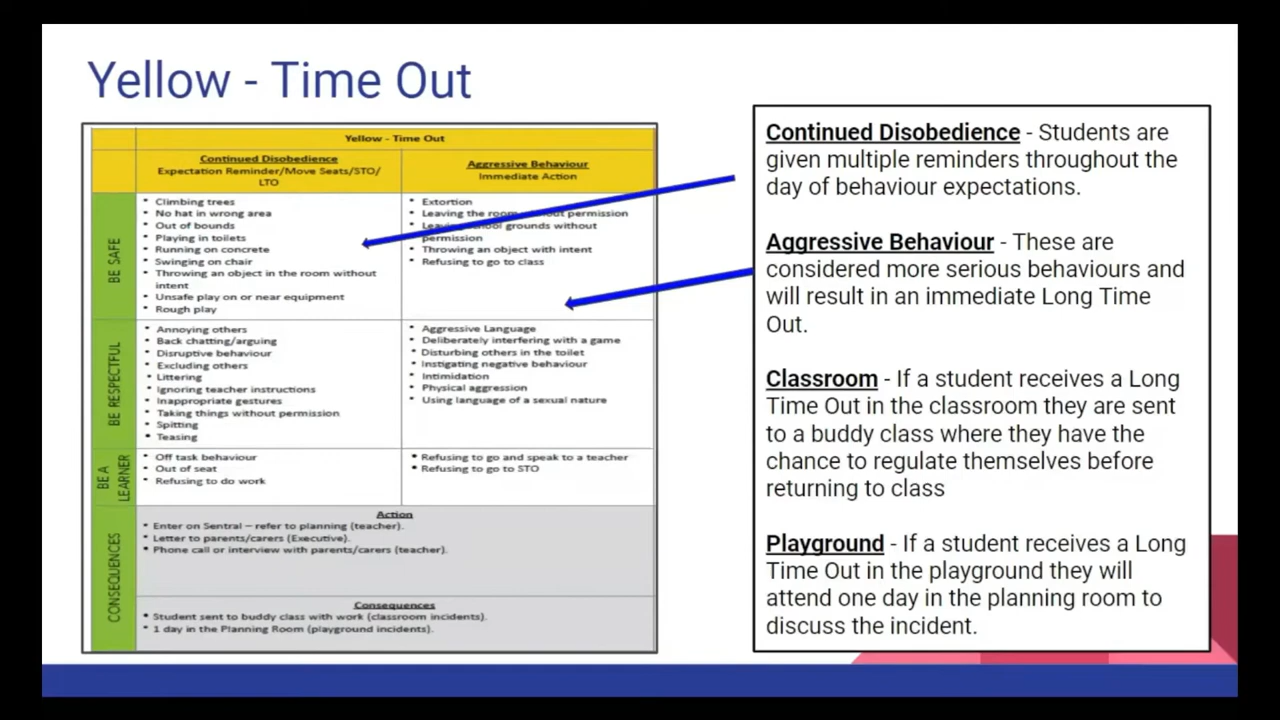 Yellow - Time Out
Yellow - Time Out
Continued Disobedience
Expectation Reminder/Move Seats/STO/
LTO
Aggressive Behaviour
Immediate Action
BE SAFE
• Climbing trees
• No hat in wrong area
• Out of bounds
• Playing in toilets
• Running on concrete
• Swinging on chair
• Throwing an object in the room without
intent
• Unsafe play on or near equipment
• Rough play
• Extortion
• Leaving the room without permission
• Leaving school grounds without
permission
• Throwing an object with intent
• Refusing to go to class
BE RESPECTFUL
• Annoying others
• Back chatting/arguing
• Disruptive behaviour
• Excluding others
• Littering
• Ignoring teacher instructions
• Inappropriate gestures
• Taking things without permission
• Spitting
• Teasing
• Aggressive Language
• Deliberately interfering with a game
• Disturbing others in the toilet
• Instigating negative behaviour
• Intimidation
• Physical aggression
• Using language of a sexual nature
BE A
LEARNER
• Off task behaviour
• Out of seat
• Refusing to do work
• Refusing to go and speak to a teacher
• Refusing to go to STO
CONSEQUENCES
Action
• Enter on Sentral – refer to planning (teacher).
• Letter to parents/carers (Executive).
• Phone call or interview with parents/carers (teacher).
Consequences
• Student sent to buddy class with work (classroom incidents).
• 1 day in the Planning Room (playground incidents).
Continued Disobedience - Students are
given multiple reminders throughout the
day of behaviour expectations.
Aggressive Behaviour - These are
considered more serious behaviours and
will result in an immediate Long Time
Out.
Classroom - If a student receives a Long
Time Out in the classroom they are sent
to a buddy class where they have the
chance to regulate themselves before
returning to class
Playground - If a student receives a Long
Time Out in the playground they will
attend one day in the planning room to
discuss the incident.